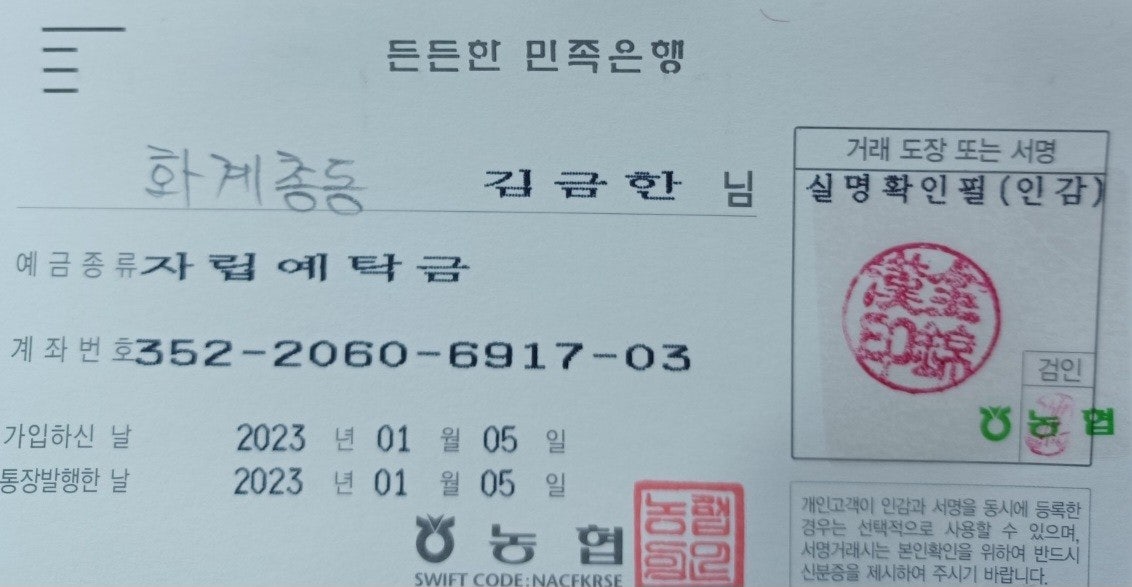 든든한 민족은행
화계총동 김금한 님
거래 도장 또는 서명
실명확인필(인감)
예금종류 자립예탁금
계좌번호 352-2060-6917-03
검인
농협
가입하신 날 2023 년 01 월 05 일
통장발행한 날 2023 년 01 월 05 일
농협
SWIFT CODE:NACFKRSE
개인고객이 인감과 서명을 동시에 등록한
경우는 선택적으로 사용할 수 있으며,
서명거래시는 본인확인을 위하여 반드시
신분증을 제시하여 주시기 바랍니다.